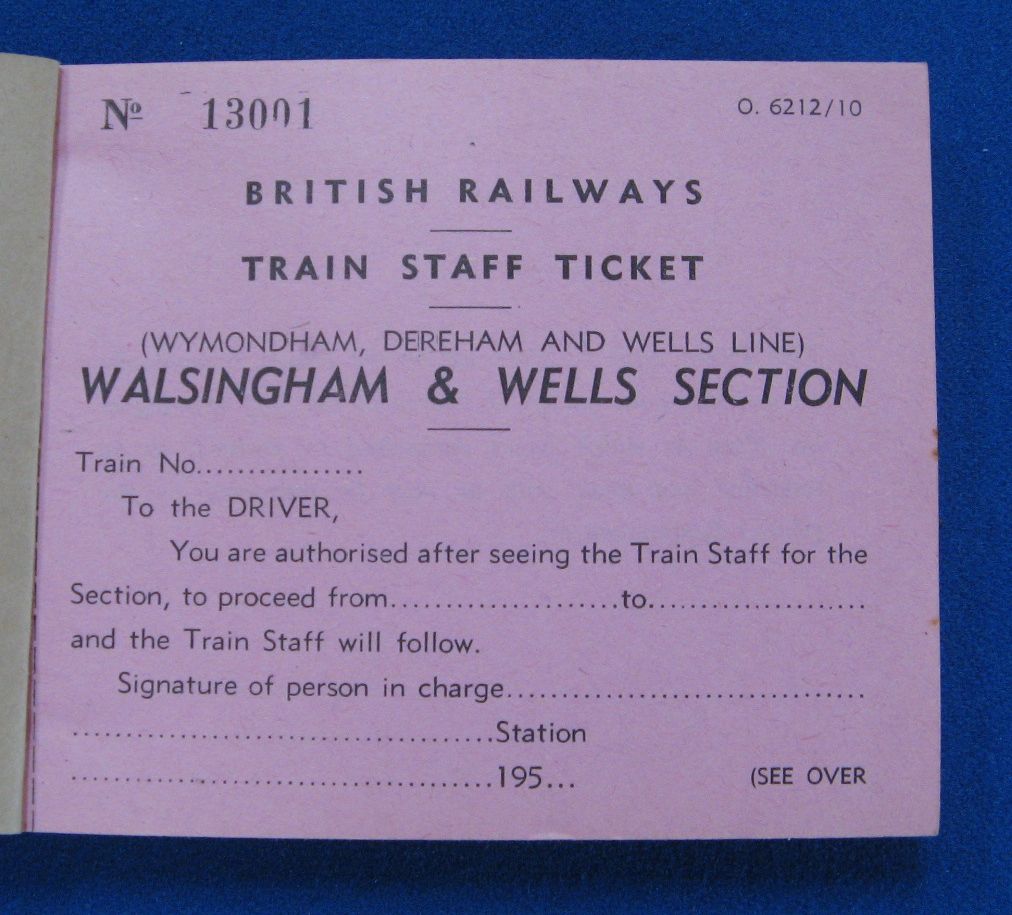 Nº 13001 O. 6212/10
BRITISH RAILWAYS
TRAIN STAFF TICKET
(WYMONDHAM, DEREHAM AND WELLS LINE)
WALSINGHAM & WELLS SECTION
Train No................
To the DRIVER,
You are authorised after seeing the Train Staff for the
Section, to proceed from.....................to.....................
and the Train Staff will follow.
Signature of person in charge.................................
.......................................Station
.......................................195... (SEE OVER